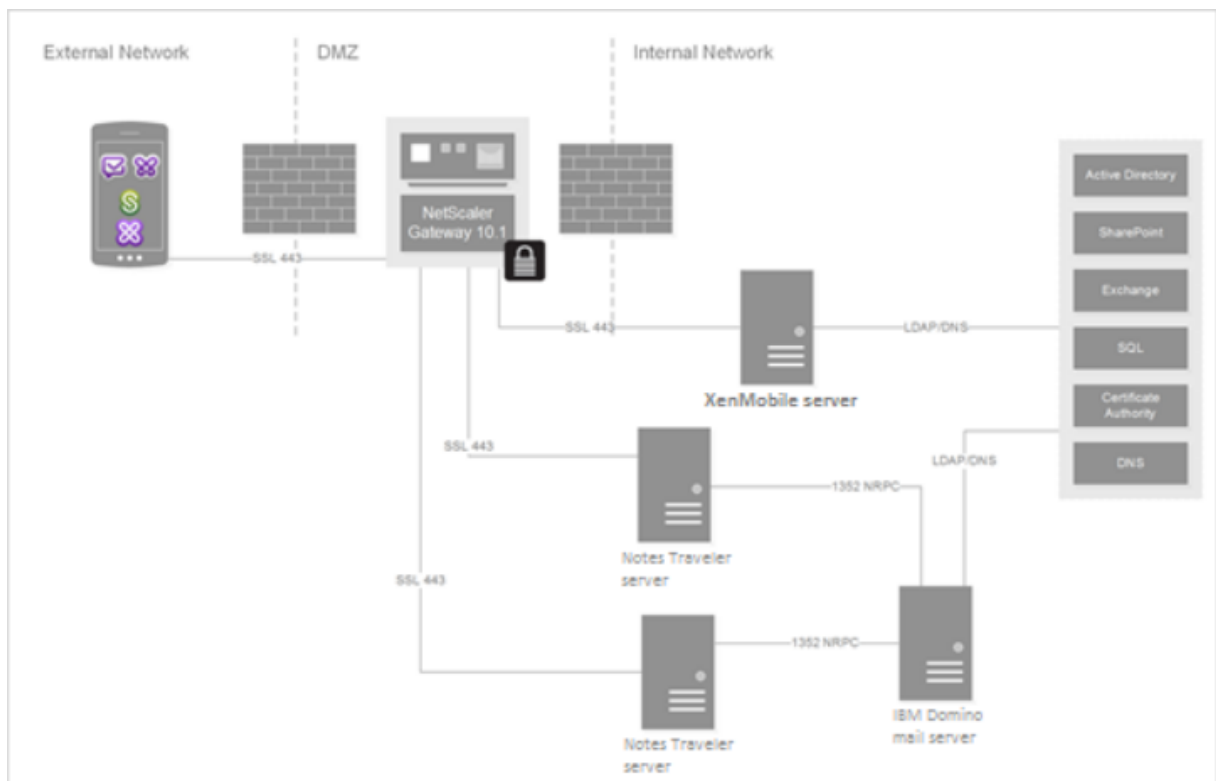 External Network
DMZ
Internal Network
NetScaler
Gateway 10.1
S
SSL 443
SSL 443
LDAP/DNS
Active Directory
SharePoint
Exchange
SQL
Certificate
Authority
DNS
XenMobile server
SSL 443
LDAP/DNS
1352 NRPC
Notes Traveler
server
SSL 443
1352 NRPC
IBM Domino
mail server
Notes Traveler
server